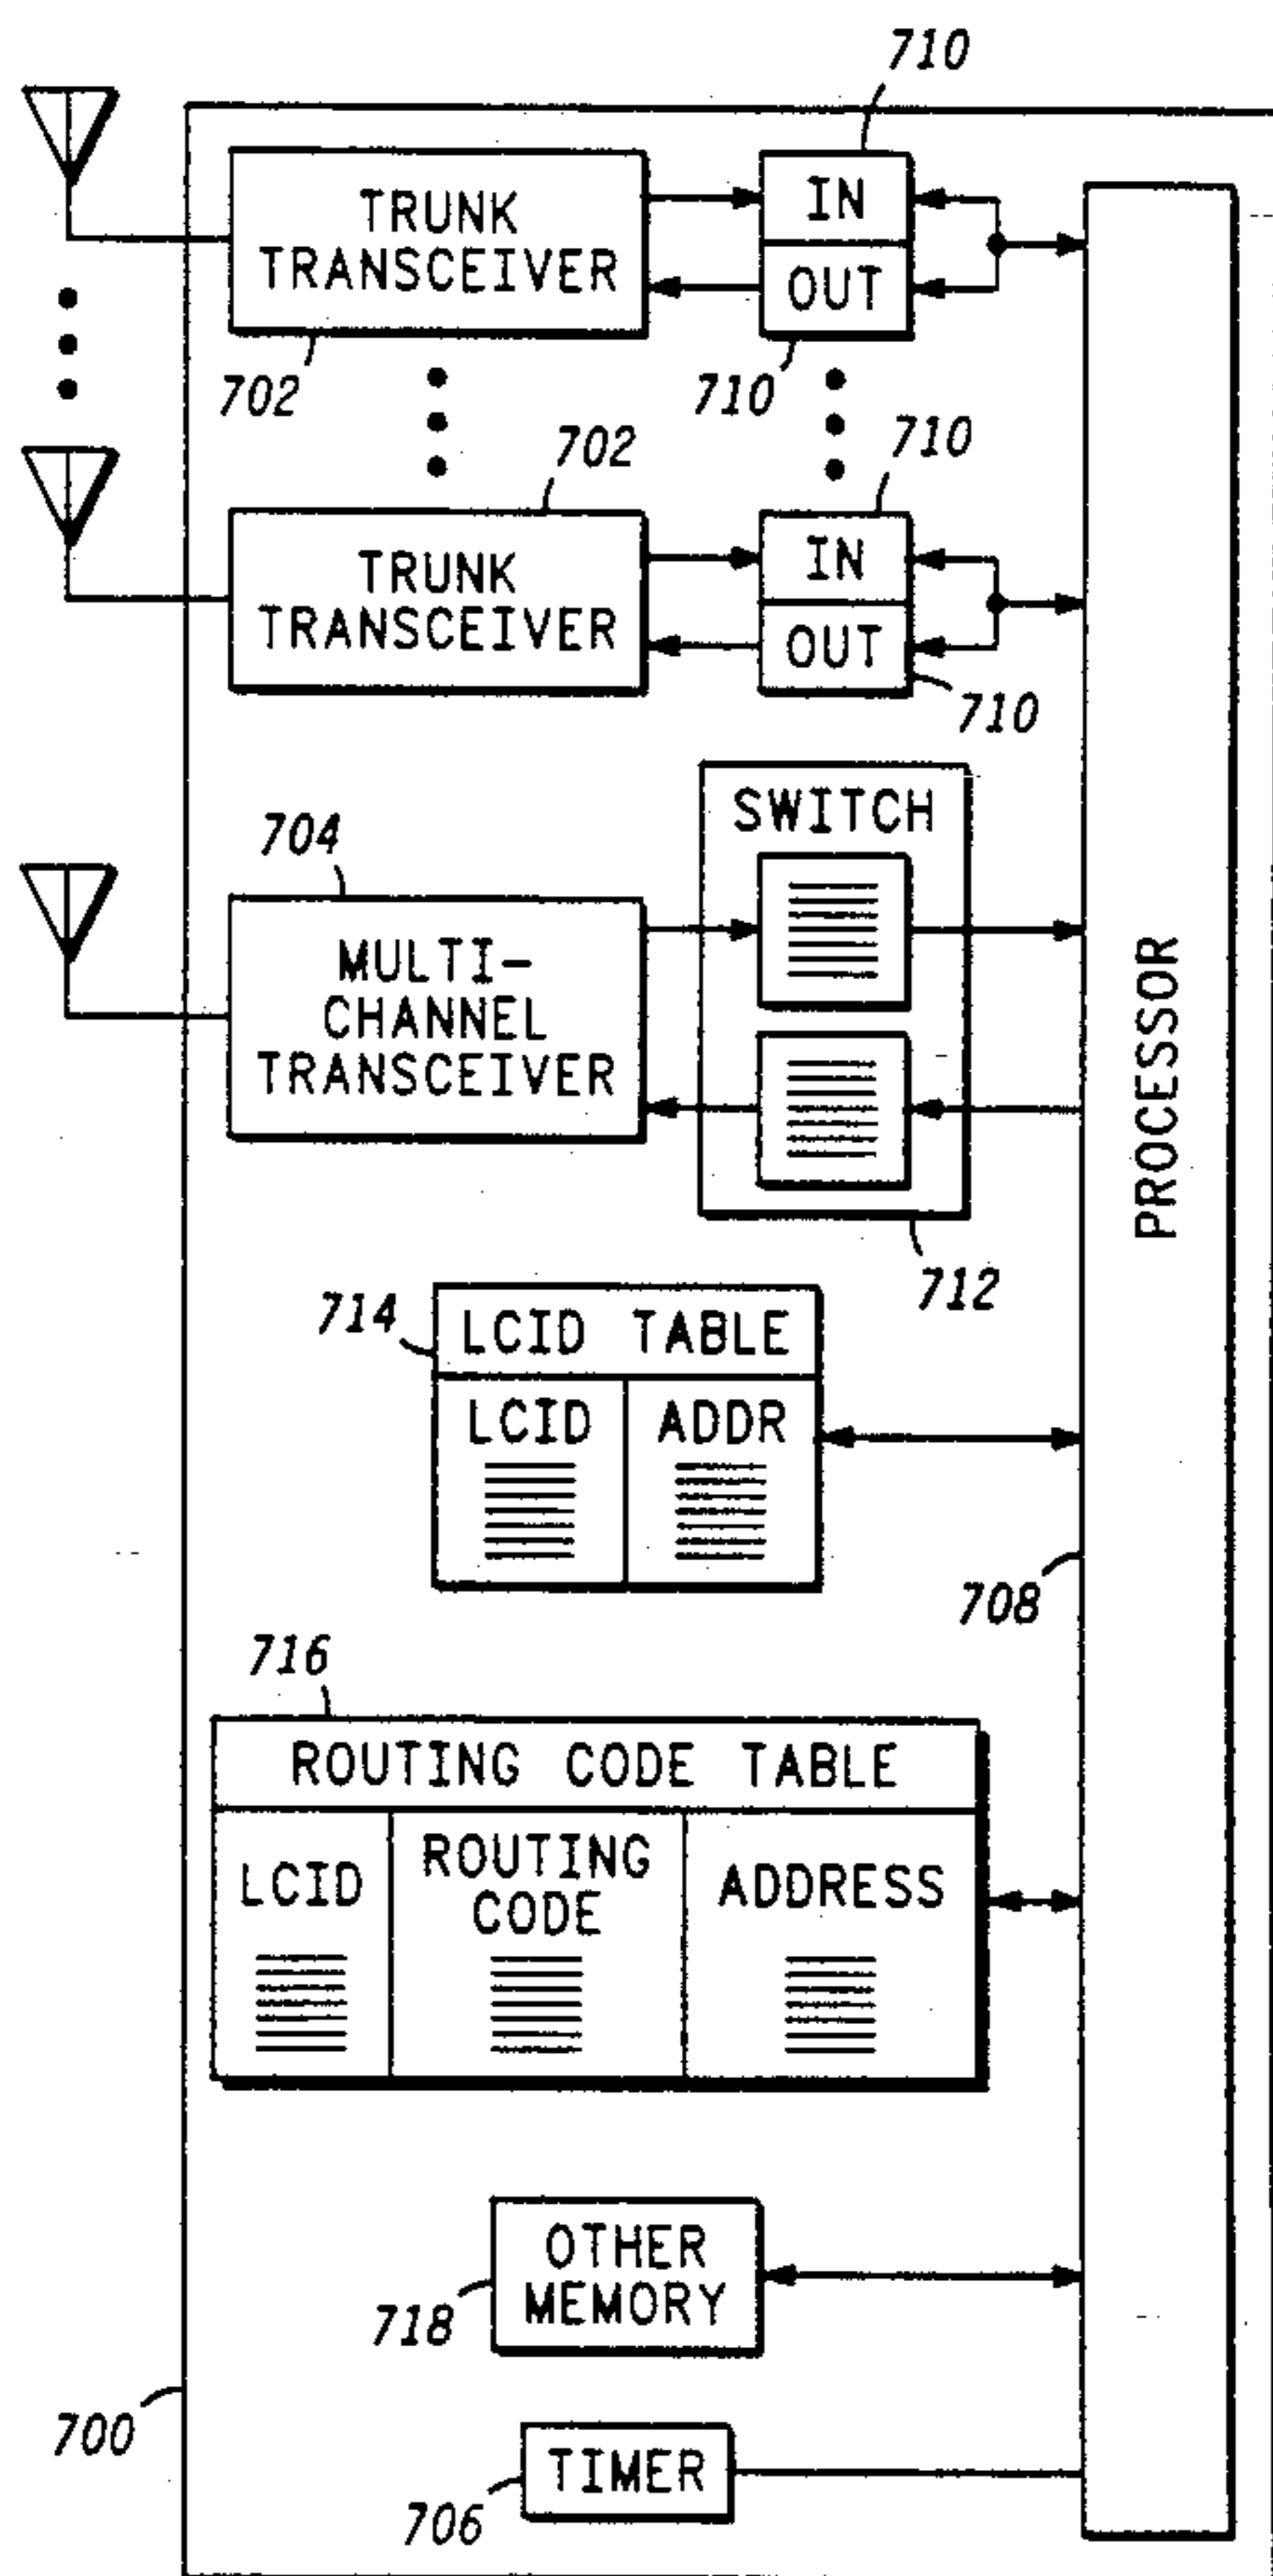 710
TRUNK
TRANSCEIVER
IN
OUT
702
710
702
710
TRUNK
TRANSCEIVER
IN
OUT
710
SWITCH
704
MULTI-
CHANNEL
TRANSCEIVER
PROCESSOR
712
714
LCID TABLE
LCID ADDR
708
716
ROUTING CODE TABLE
LCID
ROUTING
CODE
ADDRESS
OTHER
MEMORY
718
700
TIMER
706